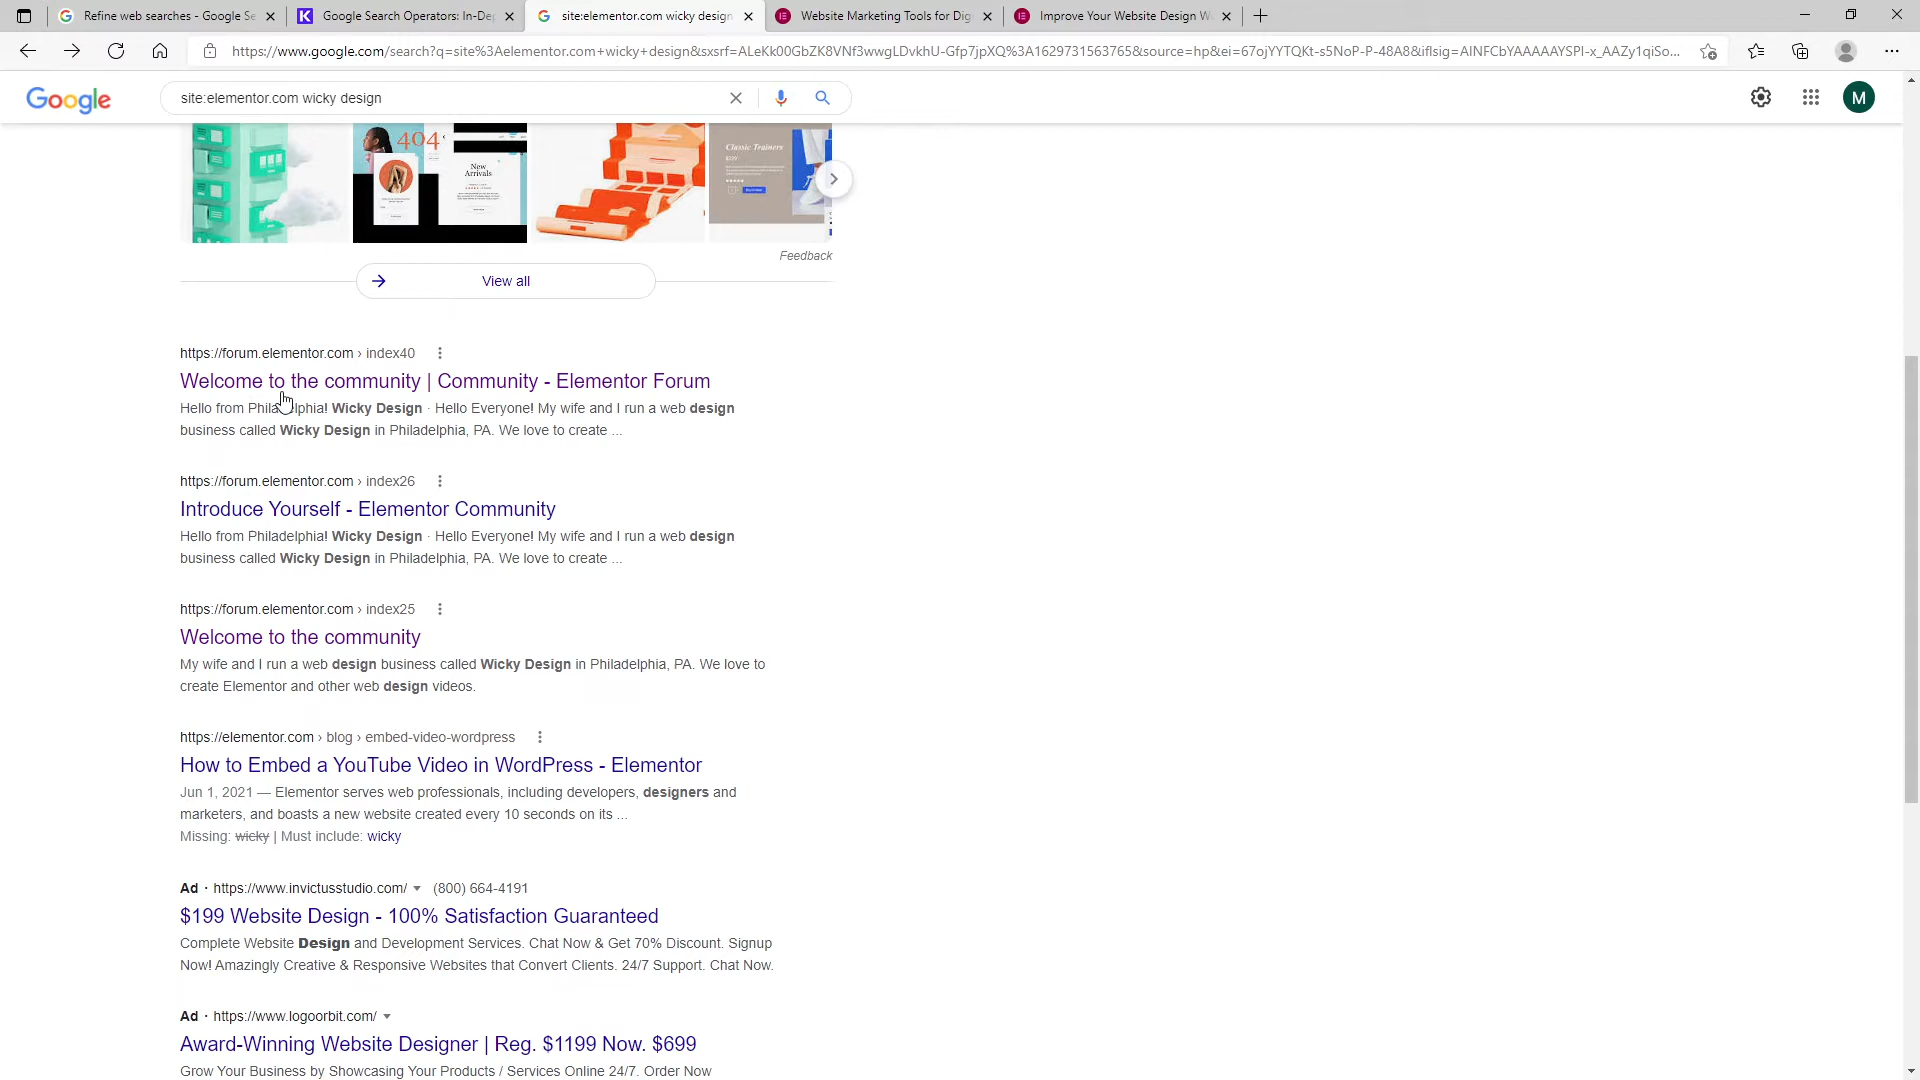 Refine web searches - Google Se
Google Search Operators: In-Dep
site:elementor.com wicky design
Website Marketing Tools for Dig
Improve Your Website Design W
https://www.google.com/search?q=site%3Aelementor.com+wicky+design&sxsrf=ALeKk00GbZK8VNf3wwgLDvkhU-Gfp7jpXQ%3A1629731563765&source=hp&ei=67ojYYTQKt-s5NoP-P-48A8&iflsig=AINFCbYAAAAAYSPI-x_AAZy1qiSo...
Google
site:elementor.com wicky design
M
404
New
Arrivals
Classic Trainers
Feedback
View all
https://forum.elementor.com › index40
Welcome to the community | Community - Elementor Forum
Hello from Philadelphia! Wicky Design · Hello Everyone! My wife and I run a web design
business called Wicky Design in Philadelphia, PA. We love to create ...
https://forum.elementor.com › index26
Introduce Yourself - Elementor Community
Hello from Philadelphia! Wicky Design · Hello Everyone! My wife and I run a web design
business called Wicky Design in Philadelphia, PA. We love to create ...
https://forum.elementor.com › index25
Welcome to the community
My wife and I run a web design business called Wicky Design in Philadelphia, PA. We love to
create Elementor and other web design videos.
https://elementor.com › blog › embed-video-wordpress
How to Embed a YouTube Video in WordPress - Elementor
Jun 1, 2021 — Elementor serves web professionals, including developers, designers and
marketers, and boasts a new website created every 10 seconds on its ...
Missing: wicky | Must include: wicky
Ad · https://www.invictusstudio.com/ (800) 664-4191
$199 Website Design - 100% Satisfaction Guaranteed
Complete Website Design and Development Services. Chat Now & Get 70% Discount. Signup
Now! Amazingly Creative & Responsive Websites that Convert Clients. 24/7 Support. Chat Now.
Ad · https://www.logoorbit.com/
Award-Winning Website Designer | Reg. $1199 Now. $699
Grow Your Business by Showcasing Your Products / Services Online 24/7. Order Now